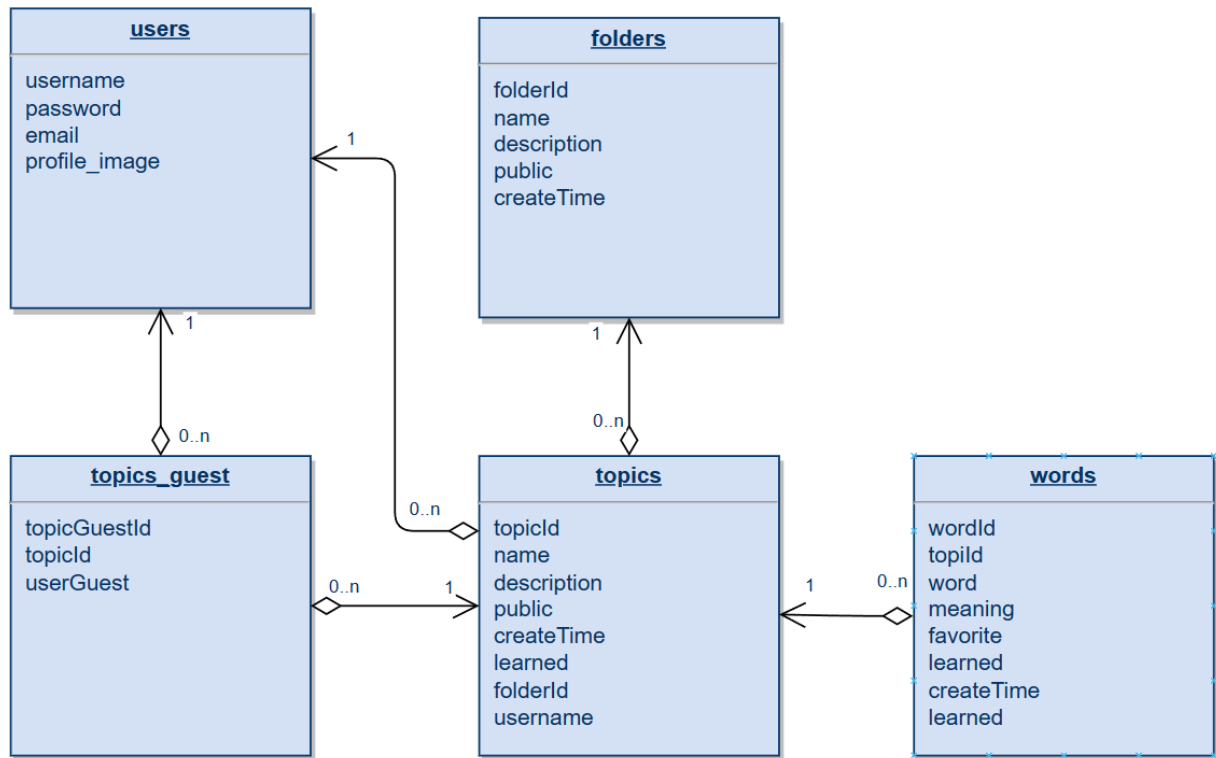 users
username
password
email
profile_image
folders
folderId
name
description
public
createTime
1
1
1
0..n
0..n
topics_guest
topicGuestId
topicId
userGuest
0..n
0..n
1
topics
topicId
name
description
public
createTime
learned
folderId
username
1
0..n
words
wordId
topiId
word
meaning
favorite
learned
createTime
learned